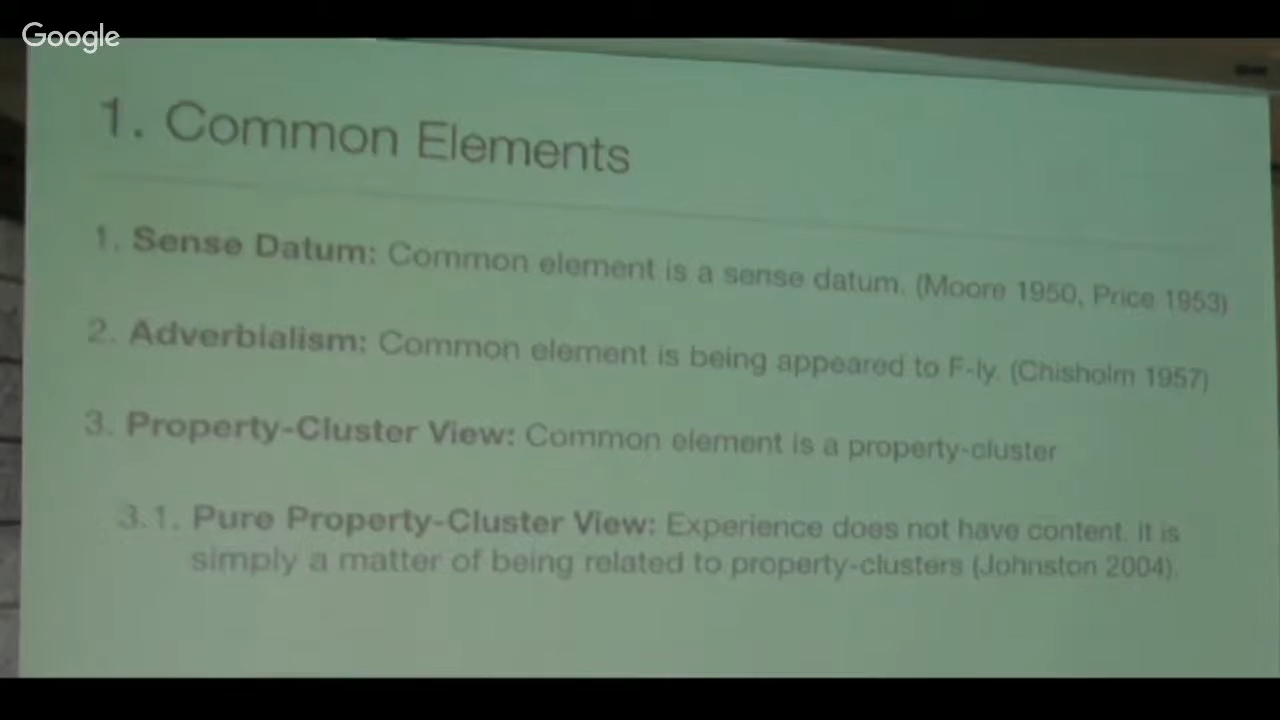 Google
1. Common Elements
1. Sense Datum: Common element is a sense datum. (Moore 1950, Price 1953)
2. Adverbialism: Common element is being appeared to F-ly. (Chisholm 1957)
3. Property-Cluster View: Common element is a property-cluster
3.1. Pure Property-Cluster View: Experience does not have content. It is
simply a matter of being related to property-clusters (Johnston 2004).